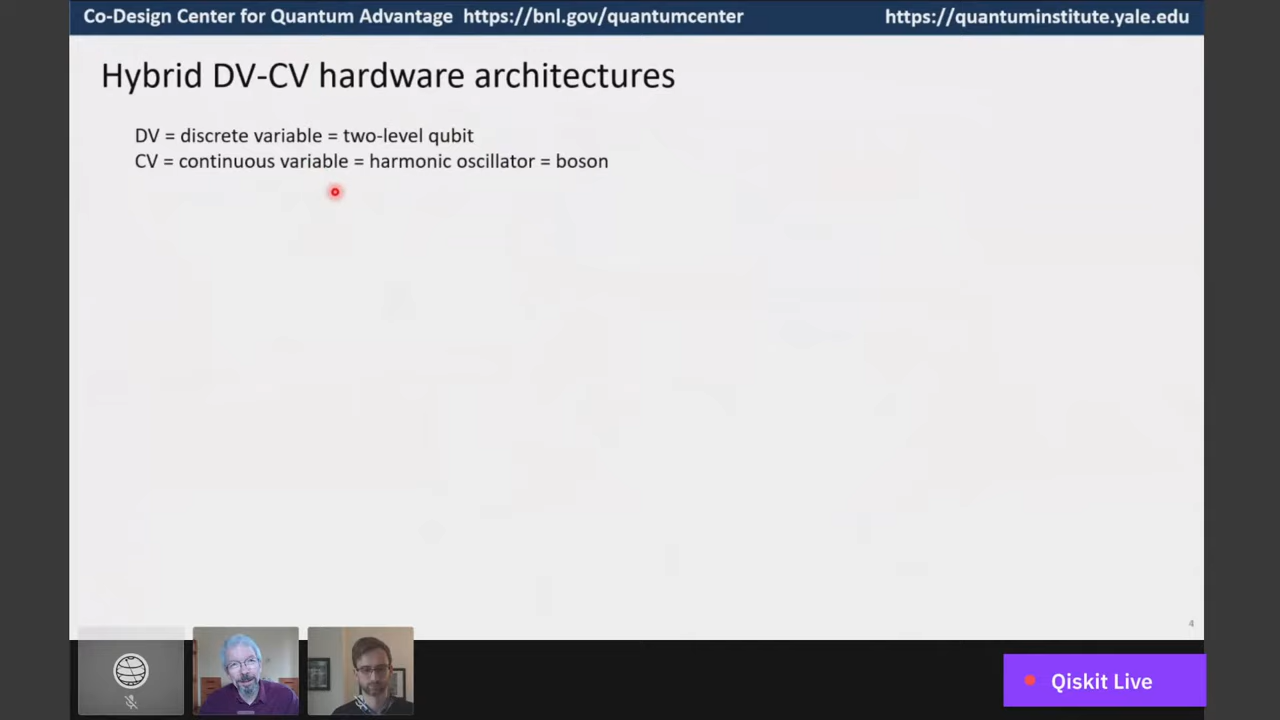 Co-Design Center for Quantum Advantage https://bnl.gov/quantumcenter https://quantuminstitute.yale.edu
Hybrid DV-CV hardware architectures
DV = discrete variable = two-level qubit
CV = continuous variable = harmonic oscillator = boson
4
Qiskit Live